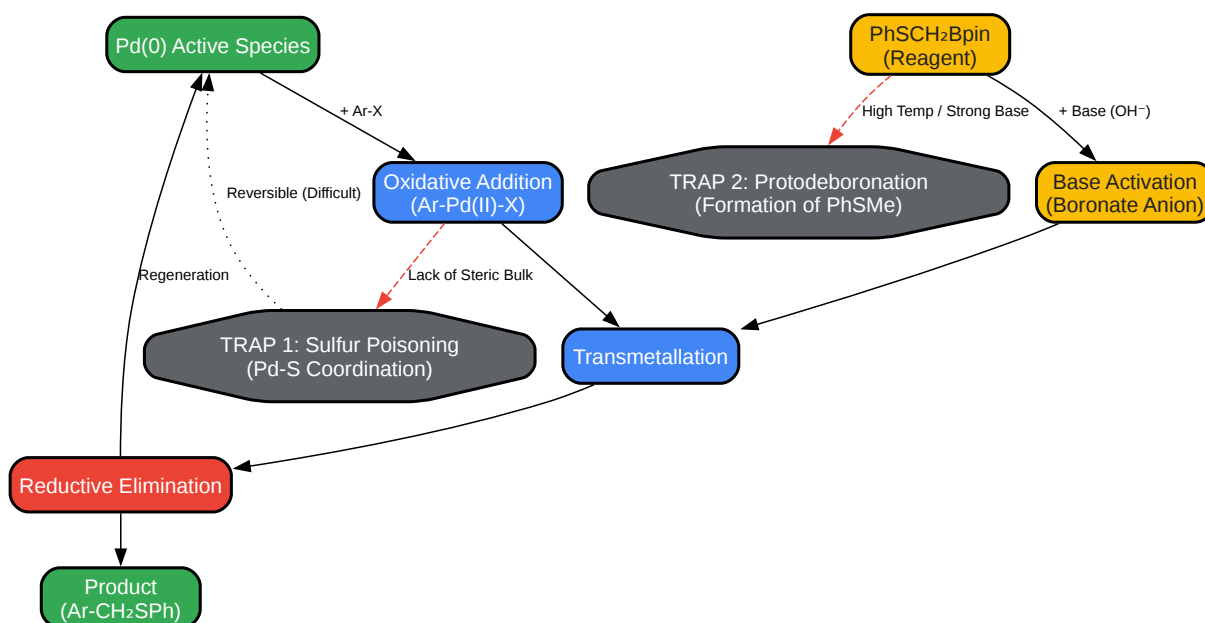 Pd(0) Active Species
PhSCH₂Bpin
(Reagent)
+ Ar-X
High Temp / Strong Base
+ Base (OH⁻)
Oxidative Addition
(Ar-Pd(II)-X)
TRAP 2: Protodeboronation
(Formation of PhSMe)
Base Activation
(Boronate Anion)
Reversible (Difficult)
Regeneration
Lack of Steric Bulk
TRAP 1: Sulfur Poisoning
(Pd-S Coordination)
Transmetallation
Reductive Elimination
Product
(Ar-CH₂SPh)